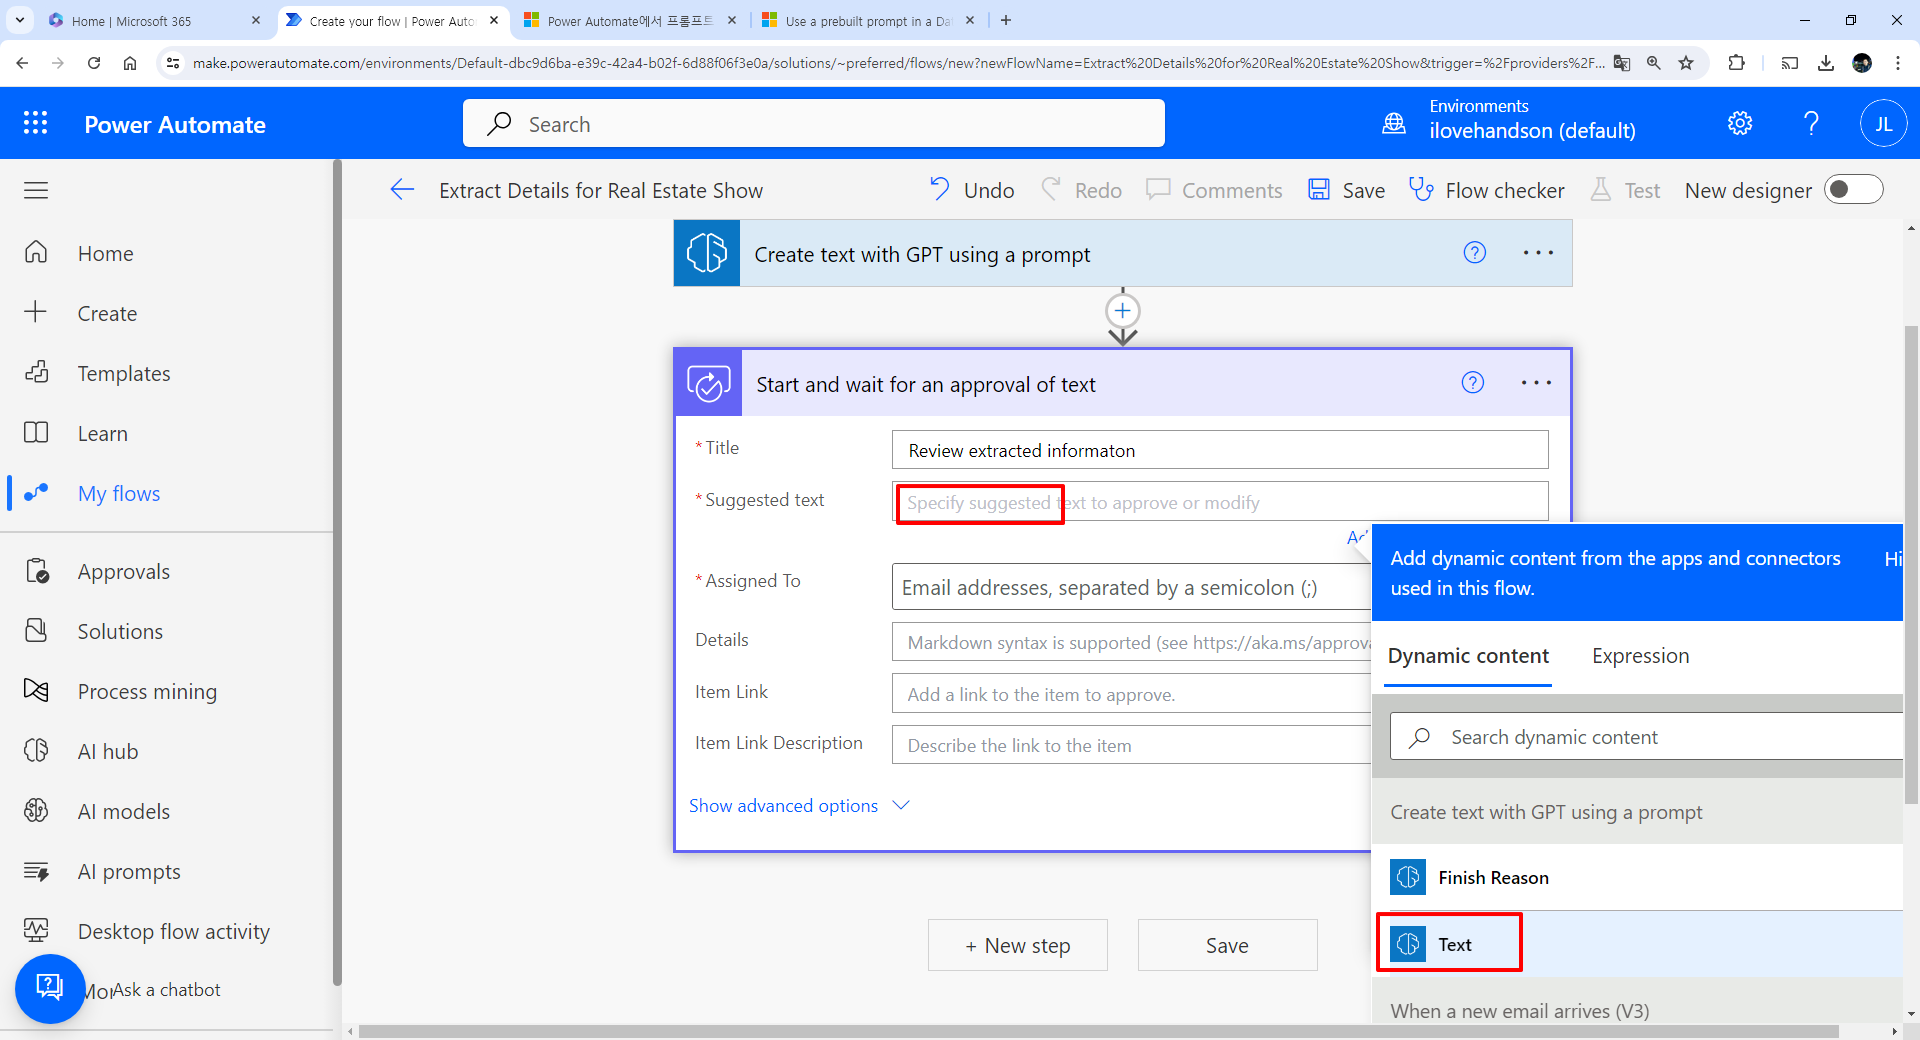 Home | Microsoft 365
Create your flow | Power Auto
Power Automate에서 프롬프트
Use a prebuilt prompt in a Da
make.powerautomate.com/environments/Default-dbc9d6ba-e39c-42a4-b02f-6d88f06f3e0a/solutions/~preferred/flows/new?newFlowName=Extract%20Details%20for%20Real%20Estate%20Show&trigger=%2Fproviders%2F...
Power Automate
Search
Environments
ilovehandson (default)
JL
Extract Details for Real Estate Show
Undo
Redo
Comments
Save
Flow checker
Test
New designer
Home
Create
Templates
Learn
My flows
Approvals
Solutions
Process mining
AI hub
AI models
AI prompts
Desktop flow activity
Mor
Ask a chatbot
Create text with GPT using a prompt
Start and wait for an approval of text
* Title
Review extracted informaton
* Suggested text
Specify suggested text to approve or modify
Ad
* Assigned To
Email addresses, separated by a semicolon (;)
Details
Markdown syntax is supported (see https://aka.ms/approva
Item Link
Add a link to the item to approve.
Item Link Description
Describe the link to the item
Show advanced options
+ New step
Save
Add dynamic content from the apps and connectors
used in this flow.
Hi
Dynamic content
Expression
Search dynamic content
Create text with GPT using a prompt
Finish Reason
Text
When a new email arrives (V3)